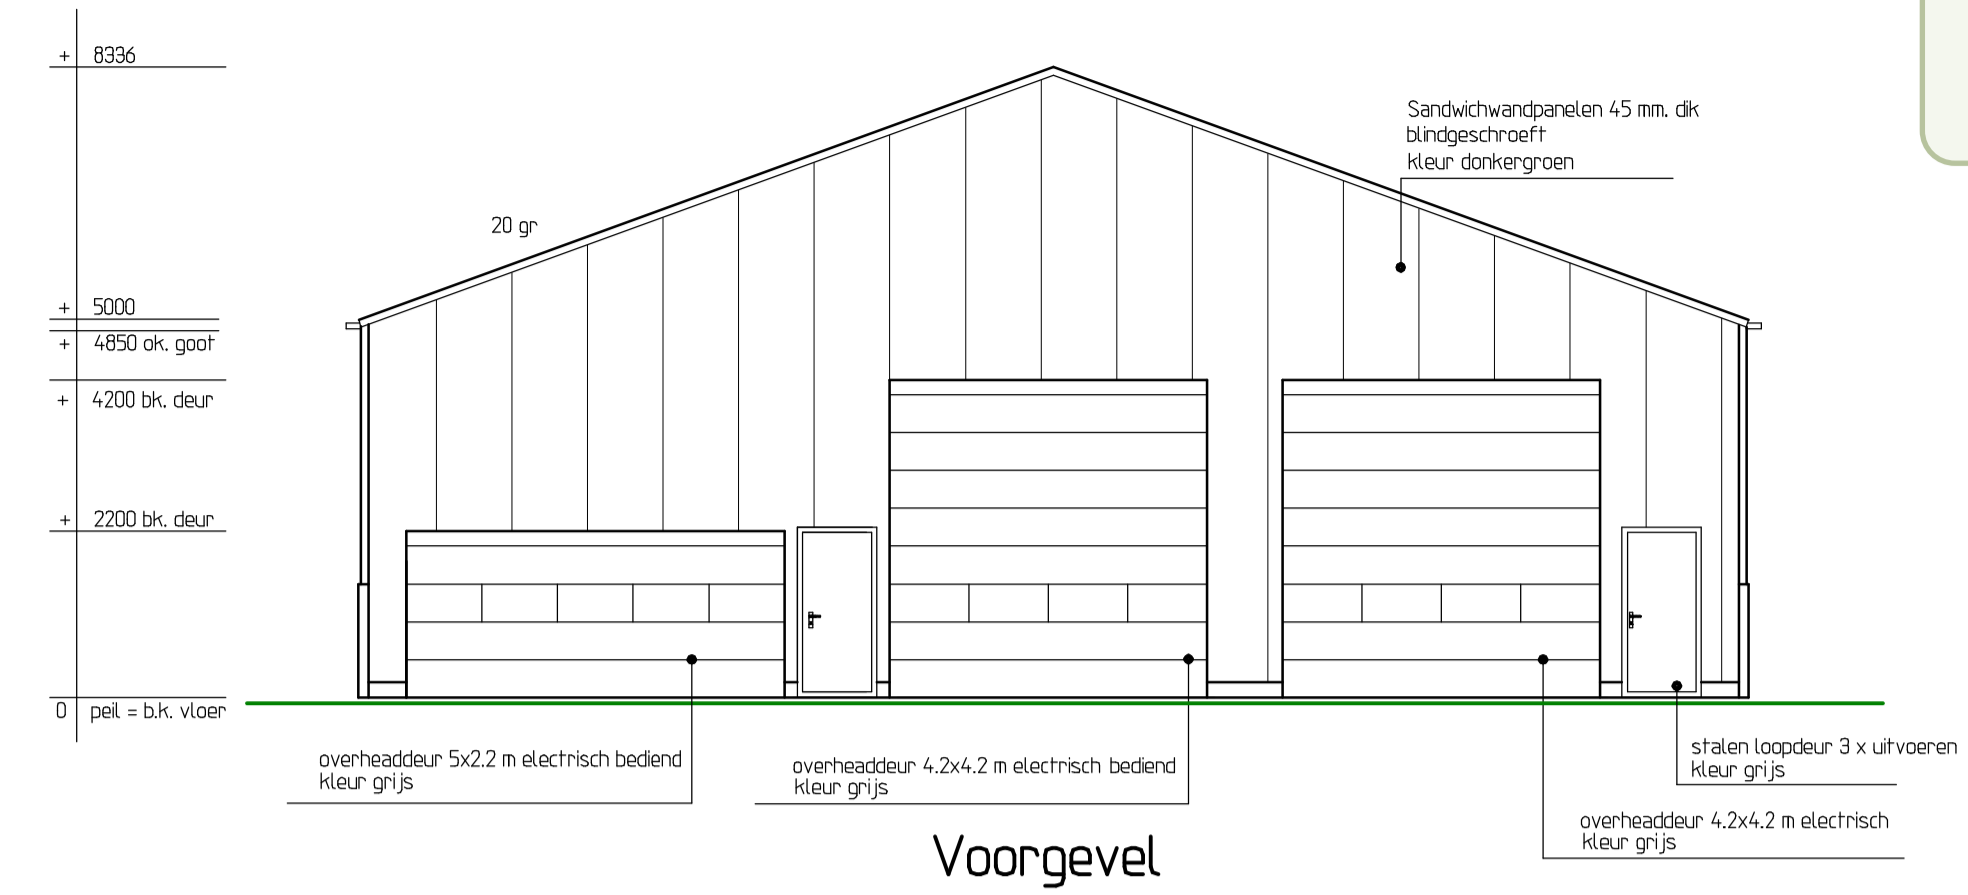 + 8336
Sandwichwandpanelen 45 mm. dik
blindgeschroeft
kleur donkergroen
20 gr
+ 5000
+ 4850 ok. goot
+ 4200 bk. deur
+ 2200 bk. deur
0 peil = b.k. vloer
overheaddeur 5x2.2 m electrisch bediend
kleur grijs
overheaddeur 4.2x4.2 m electrisch bediend
kleur grijs
stalen loopdeur 3 x uitvoeren
kleur grijs
overheaddeur 4.2x4.2 m electrisch
kleur grijs
Voorgevel